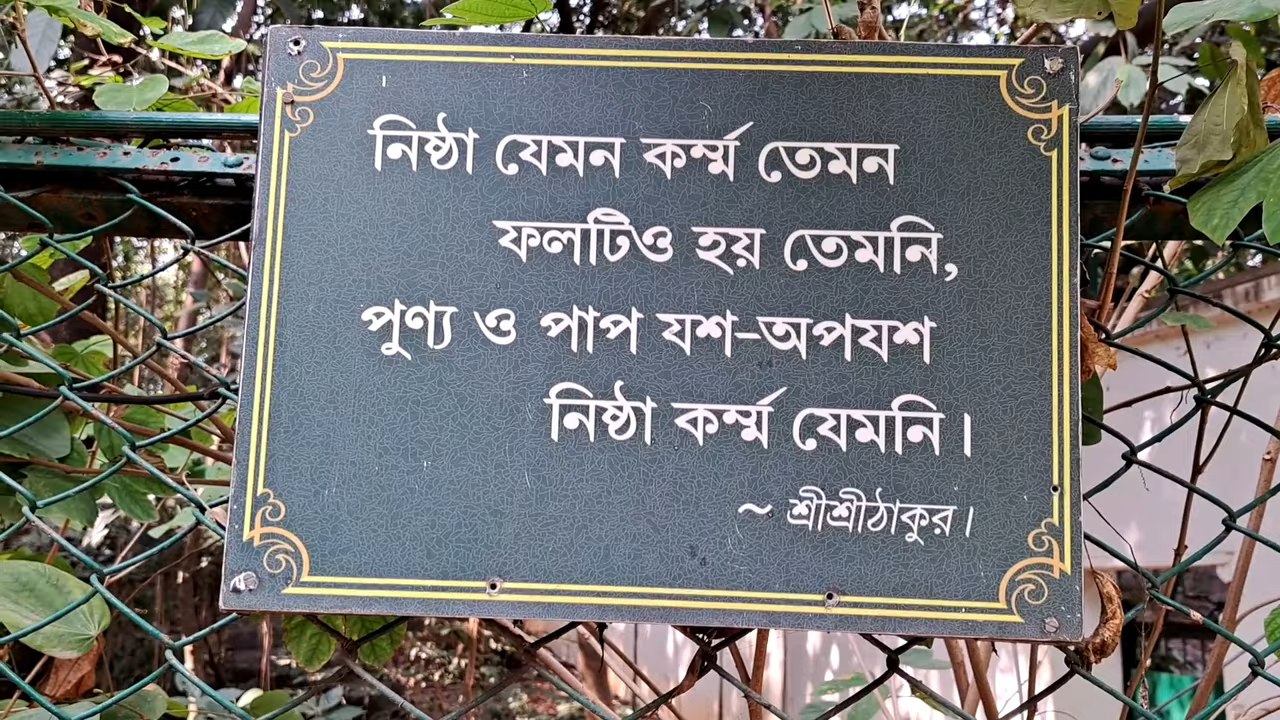 নিষ্ঠা যেমন কর্ম্ম তেমন
ফলটিও হয় তেমনি,
পুণ্য ও পাপ যশ-অপযশ
নিষ্ঠা কর্ম্ম যেমনি।
~ শ্রীশ্রীঠাকুর।